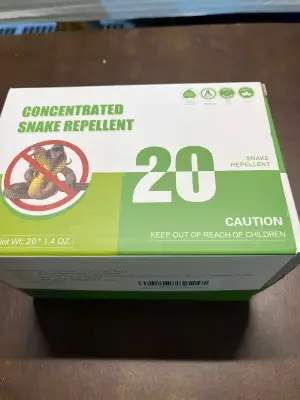 CONCENTRATED
SNAKE REPELLENT
20
SNAKE
REPELLENT
Net Wt: 20 * 1.4 OZ
CAUTION
KEEP OUT OF REACH OF CHILDREN